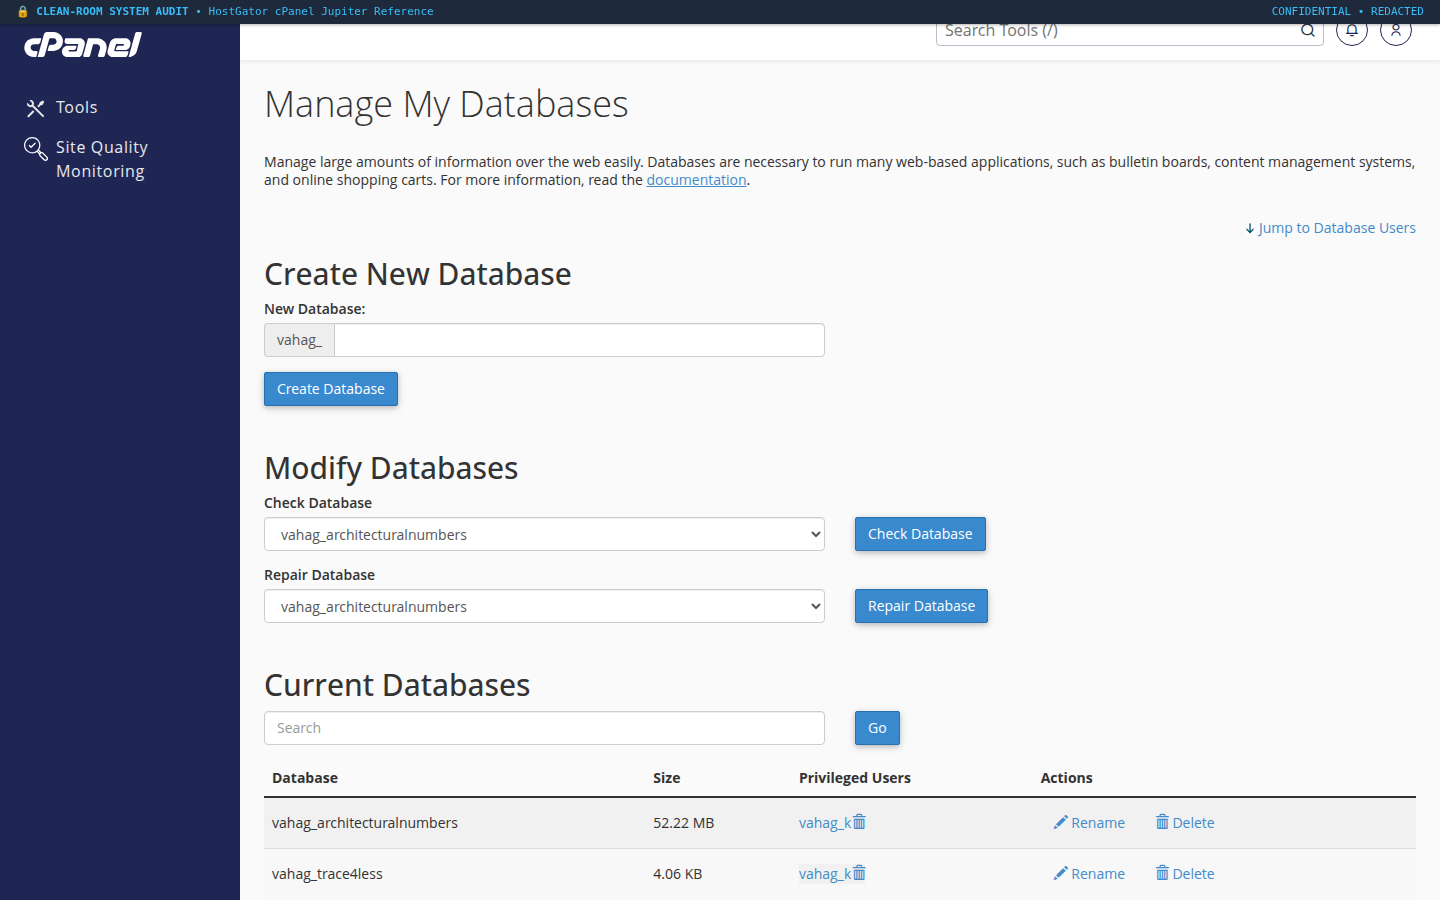 🔒 CLEAN-ROOM SYSTEM AUDIT • HostGator cPanel Jupiter Reference
CONFIDENTIAL • REDACTED
cPanel
Search Tools (/)
Tools
Site Quality
Monitoring
Manage My Databases
Manage large amounts of information over the web easily. Databases are necessary to run many web-based applications, such as bulletin boards, content management systems,
and online shopping carts. For more information, read the documentation.
Jump to Database Users
Create New Database
New Database:
vahag_
Create Database
Modify Databases
Check Database
vahag_architecturalnumbers
Check Database
Repair Database
vahag_architecturalnumbers
Repair Database
Current Databases
Search
Go
Database Size Privileged Users Actions
vahag_architecturalnumbers 52.22 MB vahag_k Rename Delete
vahag_trace4less 4.06 KB vahag_k Rename Delete